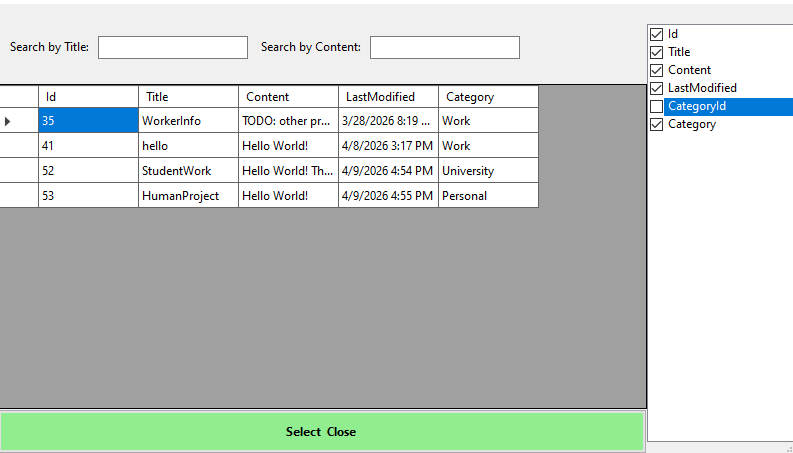 Search by Title: Search by Content:
Id Title Content LastModified Category
35 WorkerInfo TODO: other pr... 3/28/2026 8:19 ... Work
41 hello Hello World! 4/8/2026 3:17 PM Work
52 StudentWork Hello World! Th... 4/9/2026 4:54 PM University
53 HumanProject Hello World! 4/9/2026 4:55 PM Personal
Select Close
Id
Title
Content
LastModified
CategoryId
Category